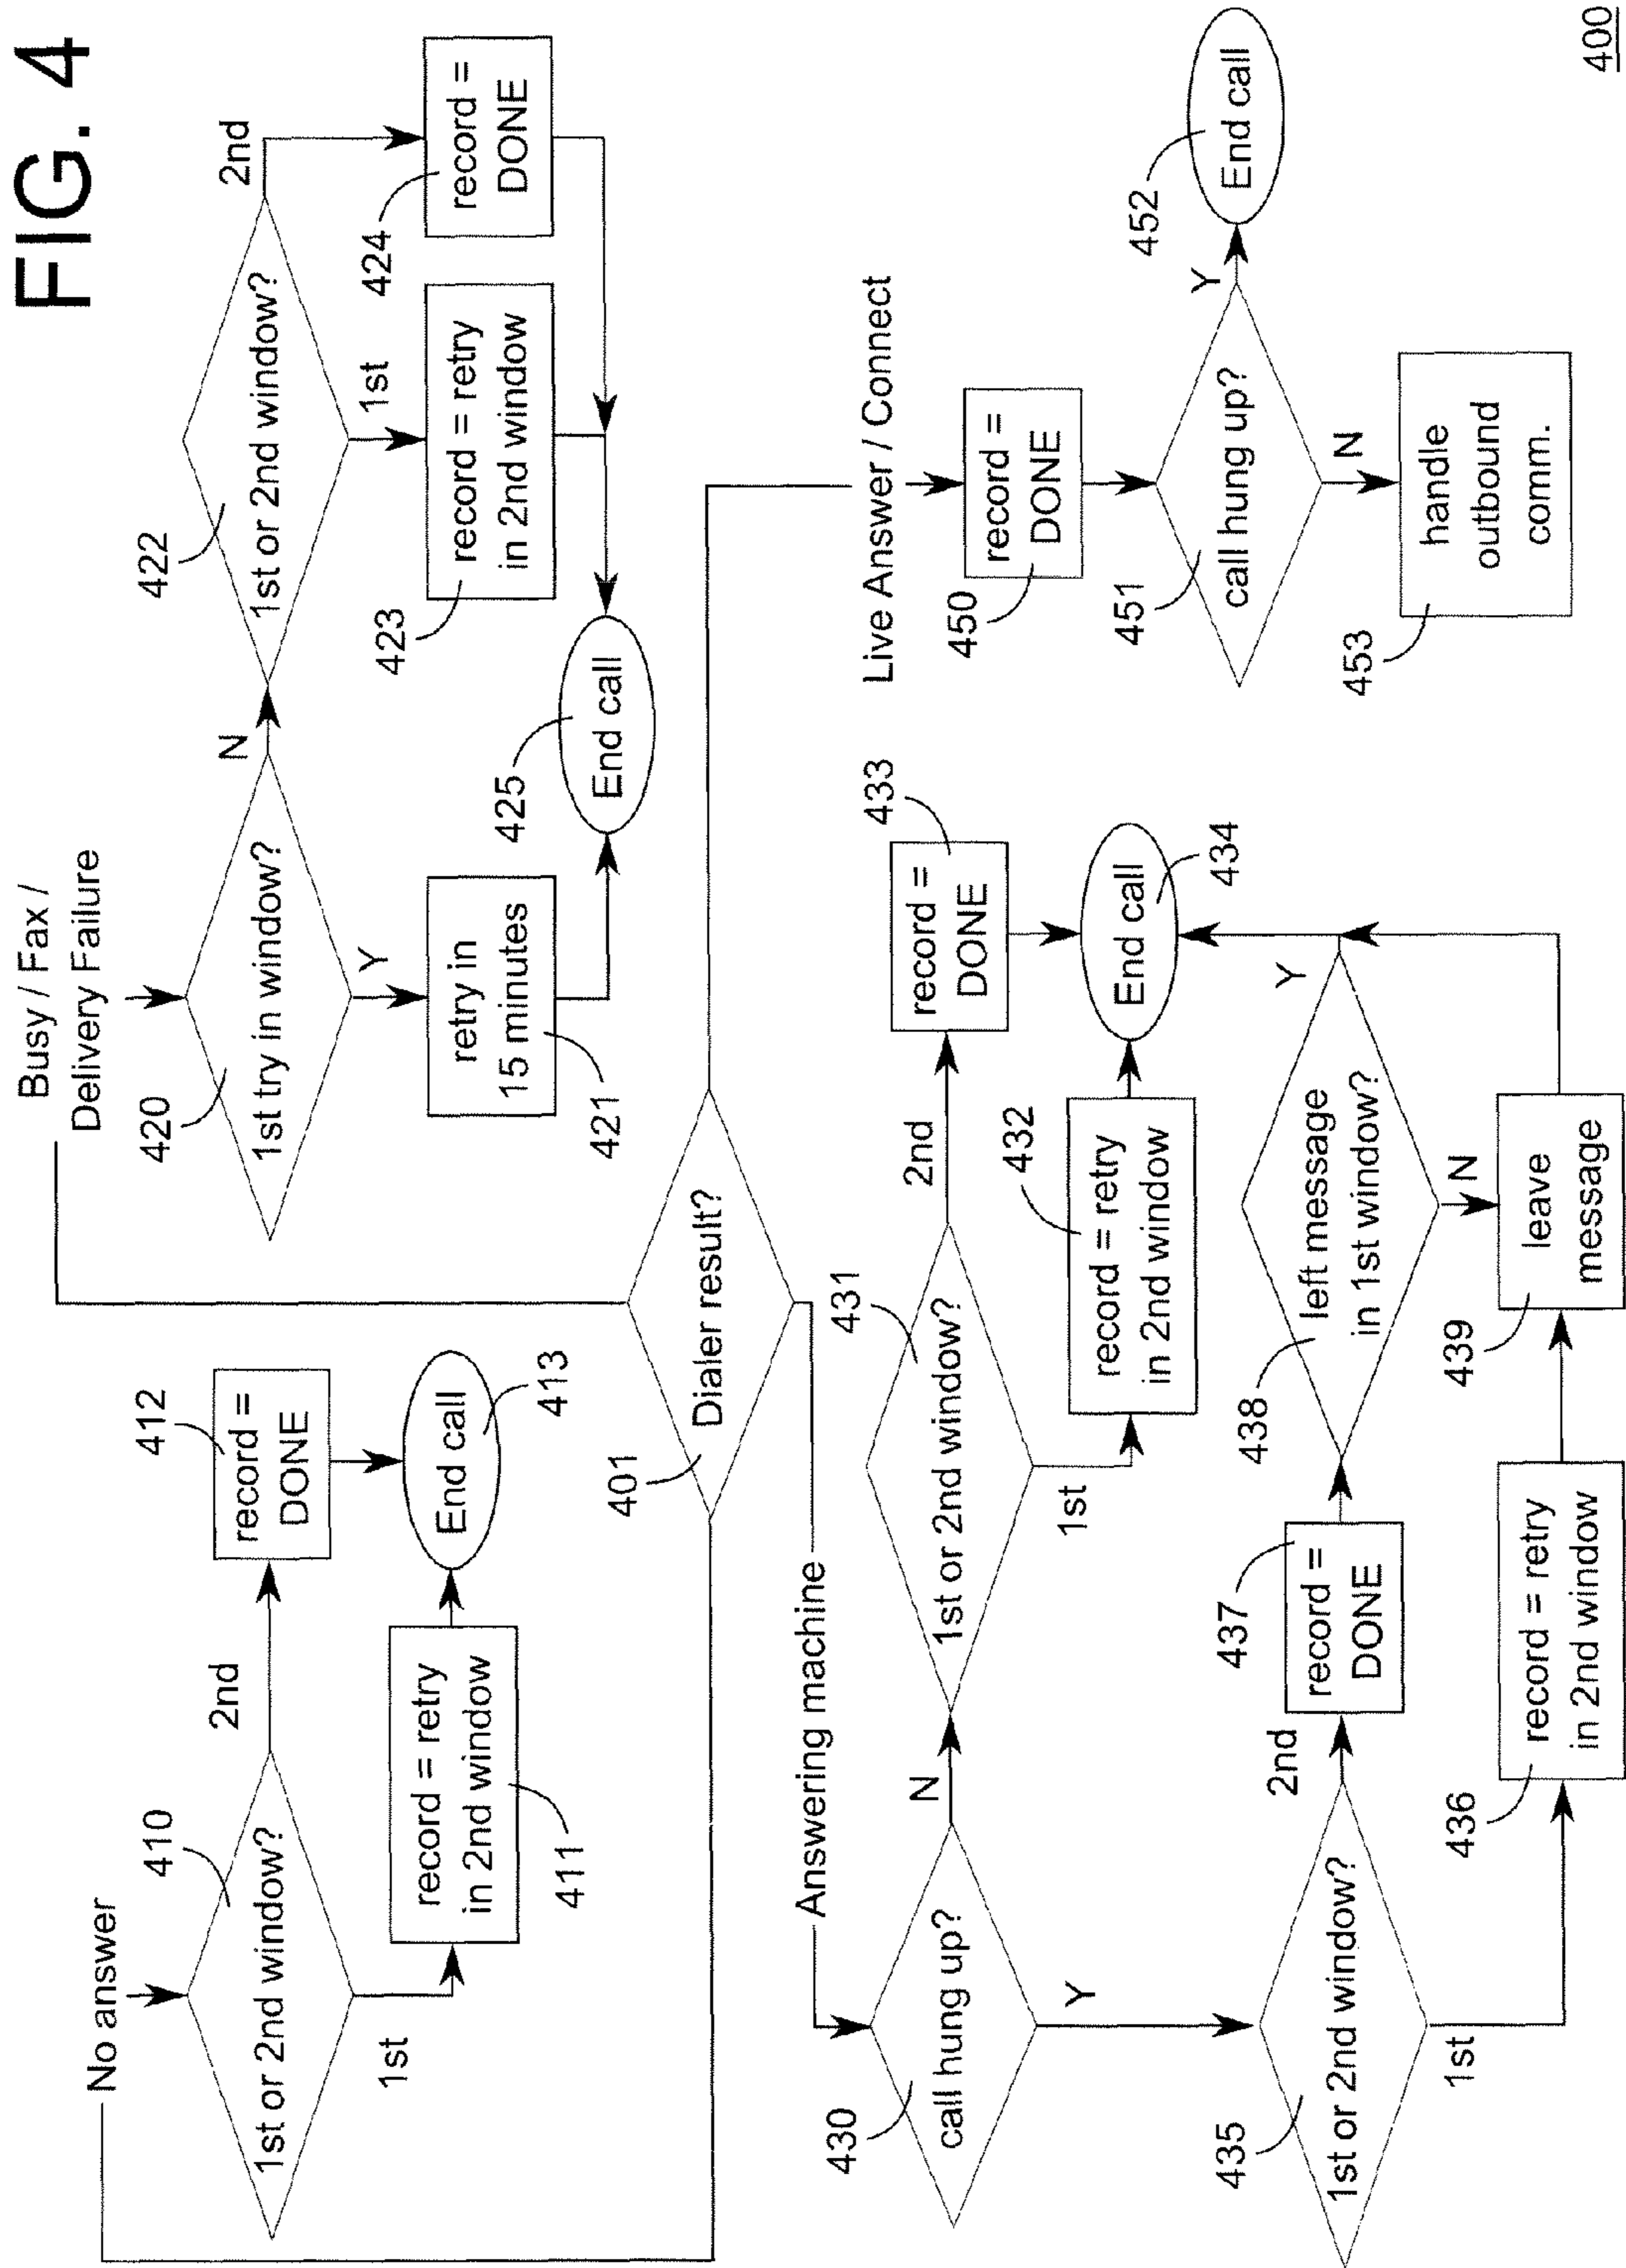 FIG. 4
No answer
410
1st or 2nd window?
2nd
412
record =
DONE
1st
record = retry
in 2nd window
411
End call
413
Busy / Fax /
Delivery Failure
420
1st try in window?
N
422
1st or 2nd window?
2nd
Y
retry in
15 minutes
421
1st
423
record = retry
in 2nd window
424
record =
DONE
425
End call
401
Dialer result?
Answering machine
430
call hung up?
N
431
1st or 2nd window?
2nd
433
record =
DONE
1st
432
record = retry
in 2nd window
End call
434
Y
435
1st or 2nd window?
2nd
437
record =
DONE
438
left message
in 1st window?
Y
N
1st
436
record = retry
in 2nd window
439
leave
message
Live Answer / Connect
450
record =
DONE
451
call hung up?
Y
452
End call
N
453
handle
outbound
comm.
400